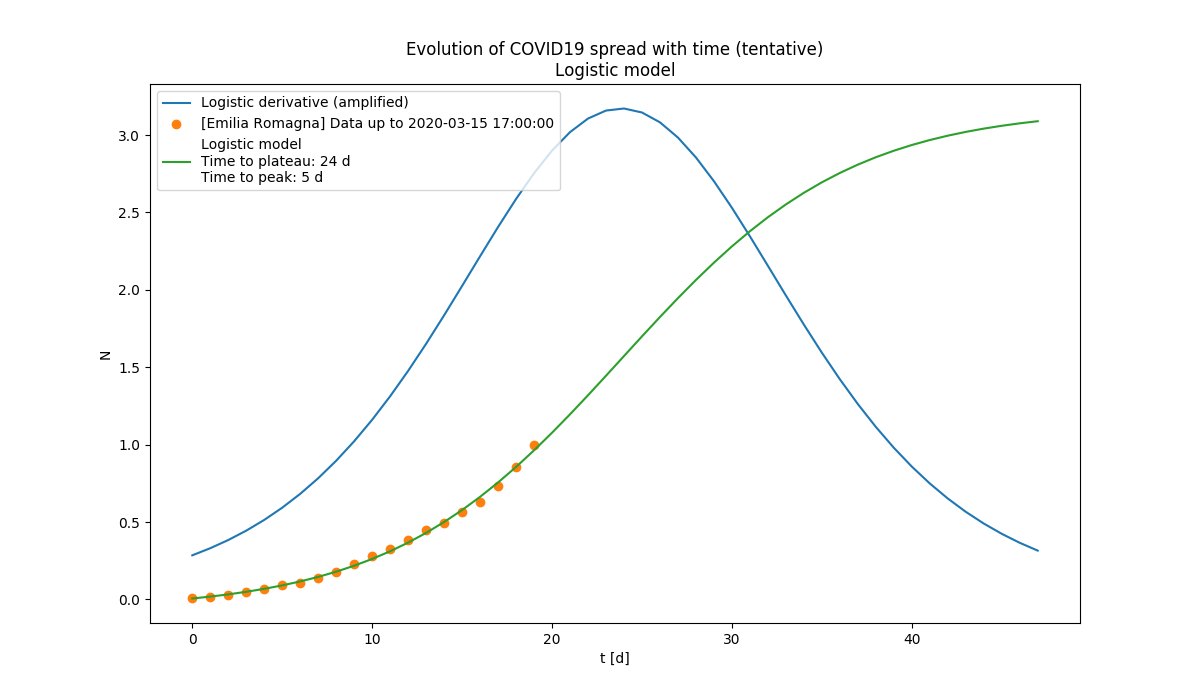 Evolution of COVID19 spread with time (tentative)
Logistic model
Logistic derivative (amplified)
[Emilia Romagna] Data up to 2020-03-15 17:00:00
Logistic model
Time to plateau: 24 d
Time to peak: 5 d
N
3.0
2.5
2.0
1.5
1.0
0.5
0.0
0 10 20 30 40
t [d]